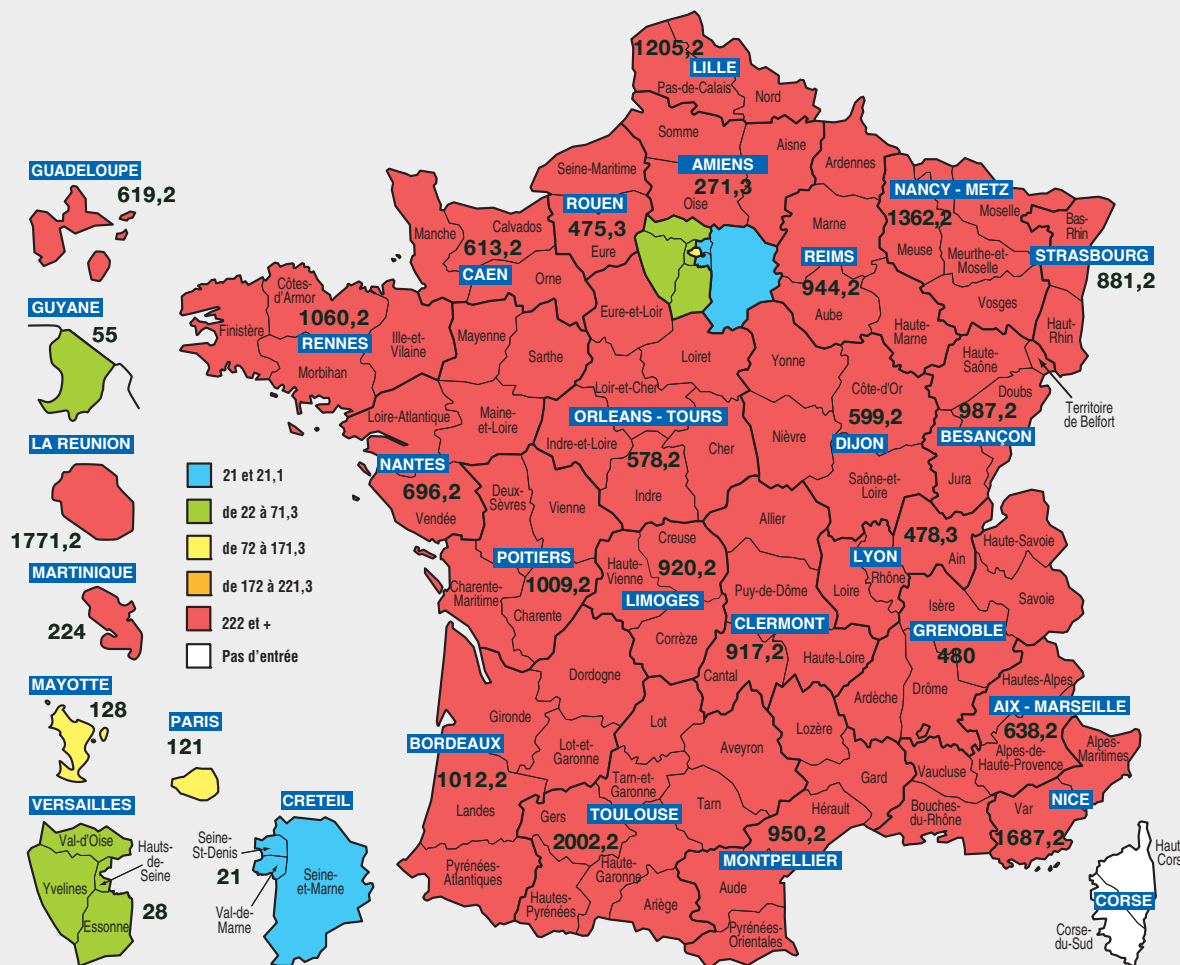 1205,2
LILLE
Pas-de-Calais
Nord
Somme
Aisne
AMIENS
271,3
Oise
Ardennes
Seine-Maritime
ROUEN
475,3
Eure
Manche
Calvados
613,2
CAEN
Orne
NANCY - METZ
1362,2
Moselle
Meuse
Meurthe-et-
Moselle
Vosges
Bas-
Rhin
STRASBOURG
881,2
Haut-
Rhin
Marne
REIMS
944,2
Aube
Haute-
Marne
GUADELOUPE
619,2
GUYANE
55
LA REUNION
1771,2
MARTINIQUE
224
MAYOTTE
128
PARIS
121
VERSAILLES
Val-d'Oise
Hauts-
de-
Seine
Yvelines
28
Essonne
CRETEIL
Seine-
St-Denis
21
Seine-
et-Marne
Val-de-
Marne
21 et 21,1
de 22 à 71,3
de 72 à 171,3
de 172 à 221,3
222 et +
Pas d'entrée
Côtes-
d'Armor
Finistère
1060,2
RENNES
Ille-et-
Vilaine
Morbihan
Mayenne
Sarthe
Loire-Atlantique
Maine-
et-Loire
NANTES
696,2
Vendée
Eure-et-Loir
Loiret
Loir-et-Cher
ORLEANS - TOURS
Indre-et-Loire
578,2
Cher
Indre
Yonne
Côte-d'Or
599,2
DIJON
Nièvre
Saône-et-
Loire
Haute-
Saône
Doubs
987,2
BESANÇON
Jura
Territoire
de Belfort
Deux-
Sèvres
Vienne
POITIERS
1009,2
Charente-
Maritime
Charente
Creuse
Haute-
Vienne
920,2
LIMOGES
Corrèze
Allier
Puy-de-Dôme
CLERMONT
917,2
Haute-Loire
Cantal
478,3
LYON
Ain
Rhône
Loire
Haute-Savoie
Savoie
Isère
GRENOBLE
480
Drôme
Ardèche
Hautes-Alpes
AIX - MARSEILLE
638,2
Alpes-de-
Haute-Provence
Vaucluse
Bouches-
du-Rhône
Alpes-
Maritimes
NICE
Var
1687,2
Dordogne
Gironde
BORDEAUX
1012,2
Lot-et-
Garonne
Landes
Pyrénées-
Atlantiques
Lot
Aveyron
Tarn-et-
Garonne
Tarn
TOULOUSE
Gers
2002,2
Haute-
Garonne
Hautes-
Pyrénées
Ariège
Lozère
Gard
Hérault
950,2
MONTPELLIER
Aude
Pyrénées-
Orientales
Haut
Cors
CORSE
Corse-
du-Sud